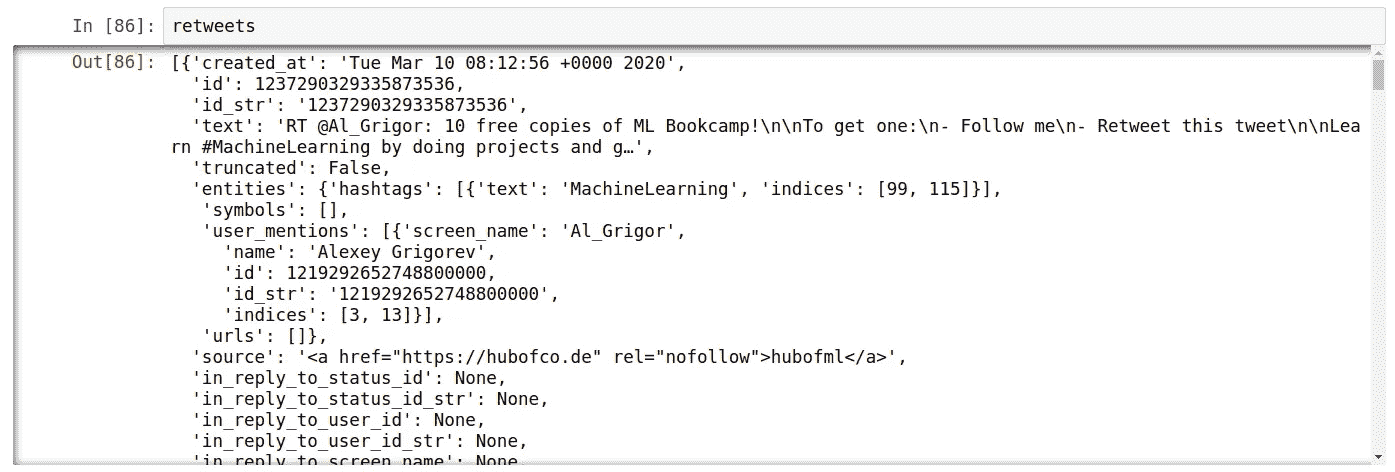 In [86]: retweets
Out[86]: [{'created_at': 'Tue Mar 10 08:12:56 +0000 2020',
'id': 1237290329335873536,
'id_str': '1237290329335873536',
'text': 'RT @Al_Grigor: 10 free copies of ML Bookcamp!\n\nTo get one:\n- Follow me\n- Retweet this tweet\n\nLea
rn #MachineLearning by doing projects and g…',
'truncated': False,
'entities': {'hashtags': [{'text': 'MachineLearning', 'indices': [99, 115]}],
'symbols': [],
'user_mentions': [{'screen_name': 'Al_Grigor',
'name': 'Alexey Grigorev',
'id': 1219292652748800000,
'id_str': '1219292652748800000',
'indices': [3, 13]}],
'urls': []},
'source': '<a href="https://hubofco.de" rel="nofollow">hubofml</a>',
'in_reply_to_status_id': None,
'in_reply_to_status_id_str': None,
'in_reply_to_user_id': None,
'in_reply_to_user_id_str': None,
'in_reply_to_screen_name': None,